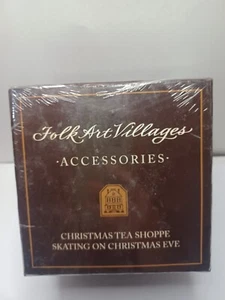 Folk Art Villages
·ACCESSORIES·
CHRISTMAS TEA SHOPPE
SKATING ON CHRISTMAS EVE